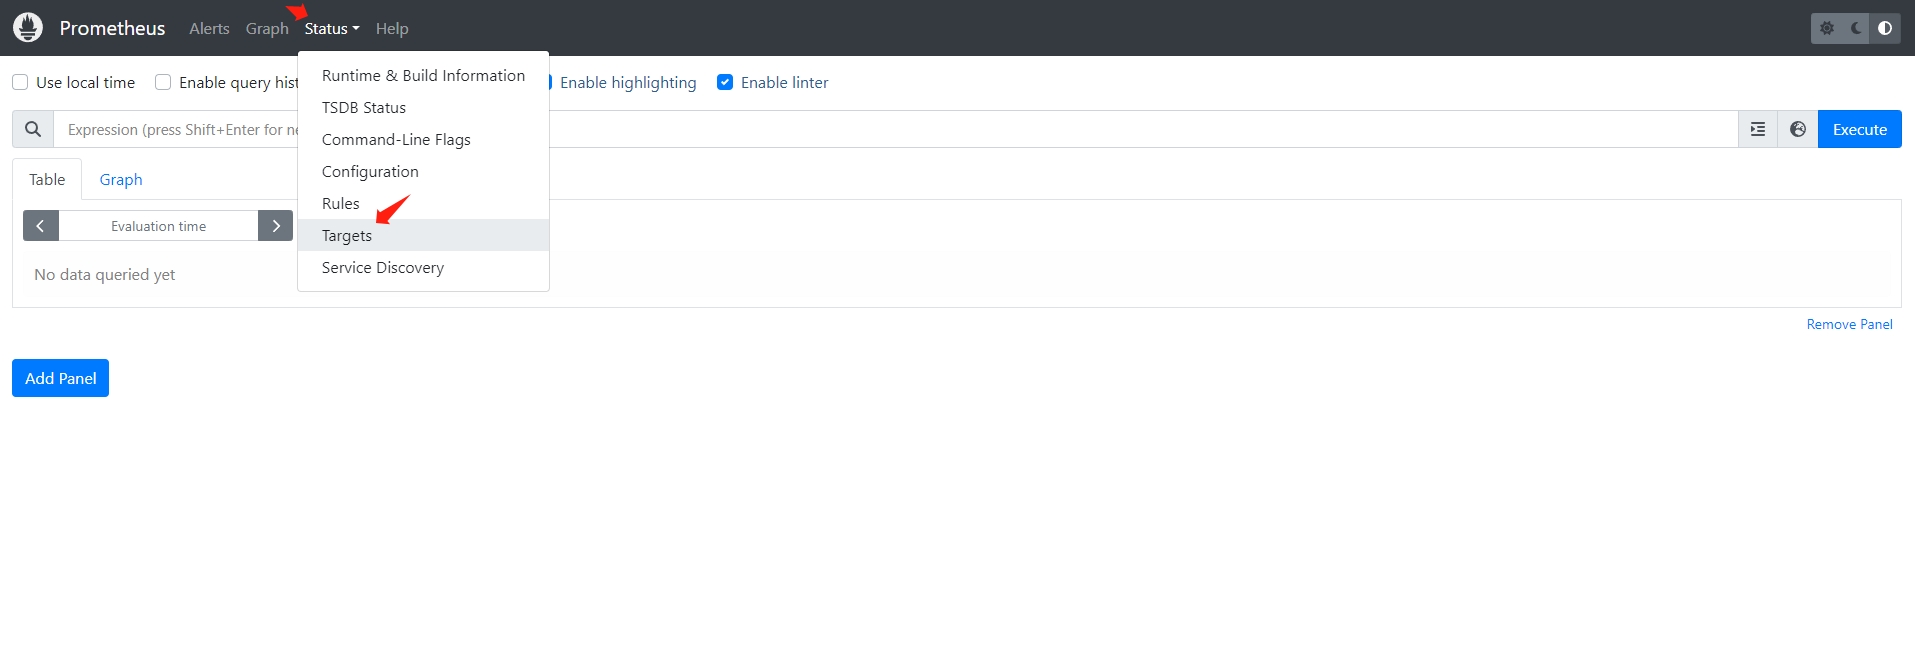 Prometheus Alerts Graph Status Help
Use local time Enable query hist Enable highlighting Enable linter
Runtime & Build Information
TSDB Status
Command-Line Flags
Configuration
Rules
Targets
Service Discovery
Expression (press Shift+Enter for ne Execute
Table Graph
Evaluation time
No data queried yet
Remove Panel
Add Panel